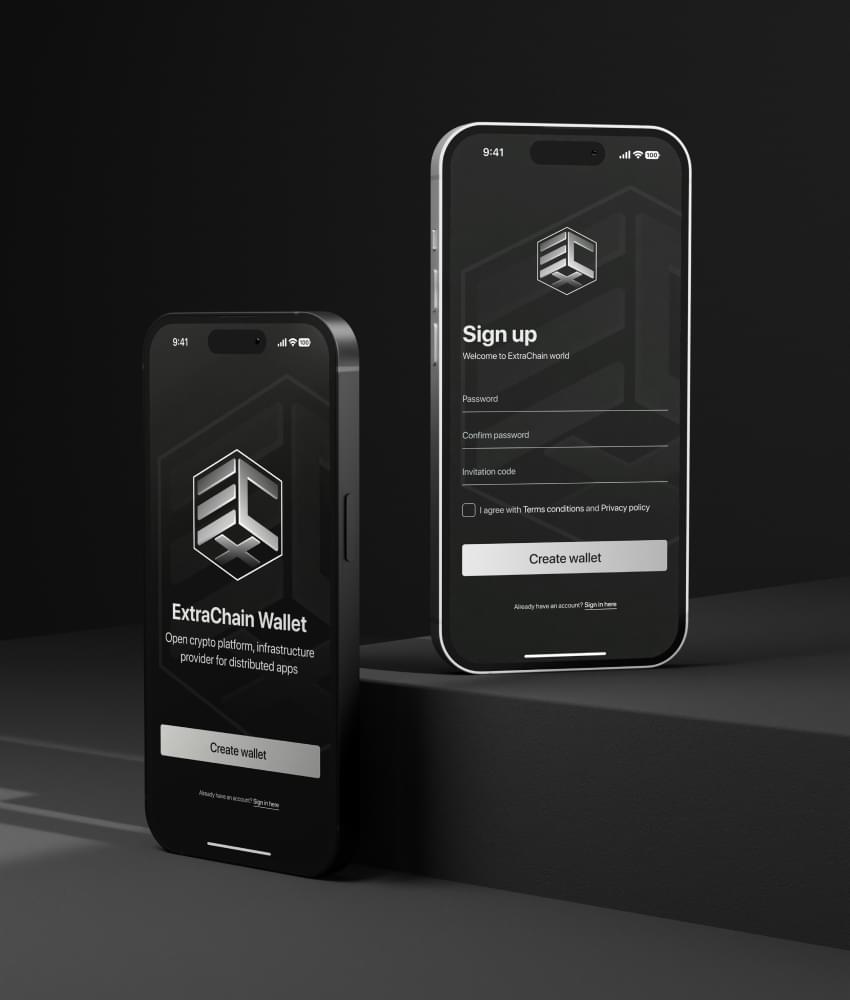 9:41
100
ExtraChain Wallet
Open crypto platform, infrastructure
provider for distributed apps
Create wallet
Already have an account? Sign in here
9:41
100
Sign up
Welcome to ExtraChain world
Password
Confirm password
Invitation code
I agree with Terms conditions and Privacy policy
Create wallet
Already have an account? Sign in here